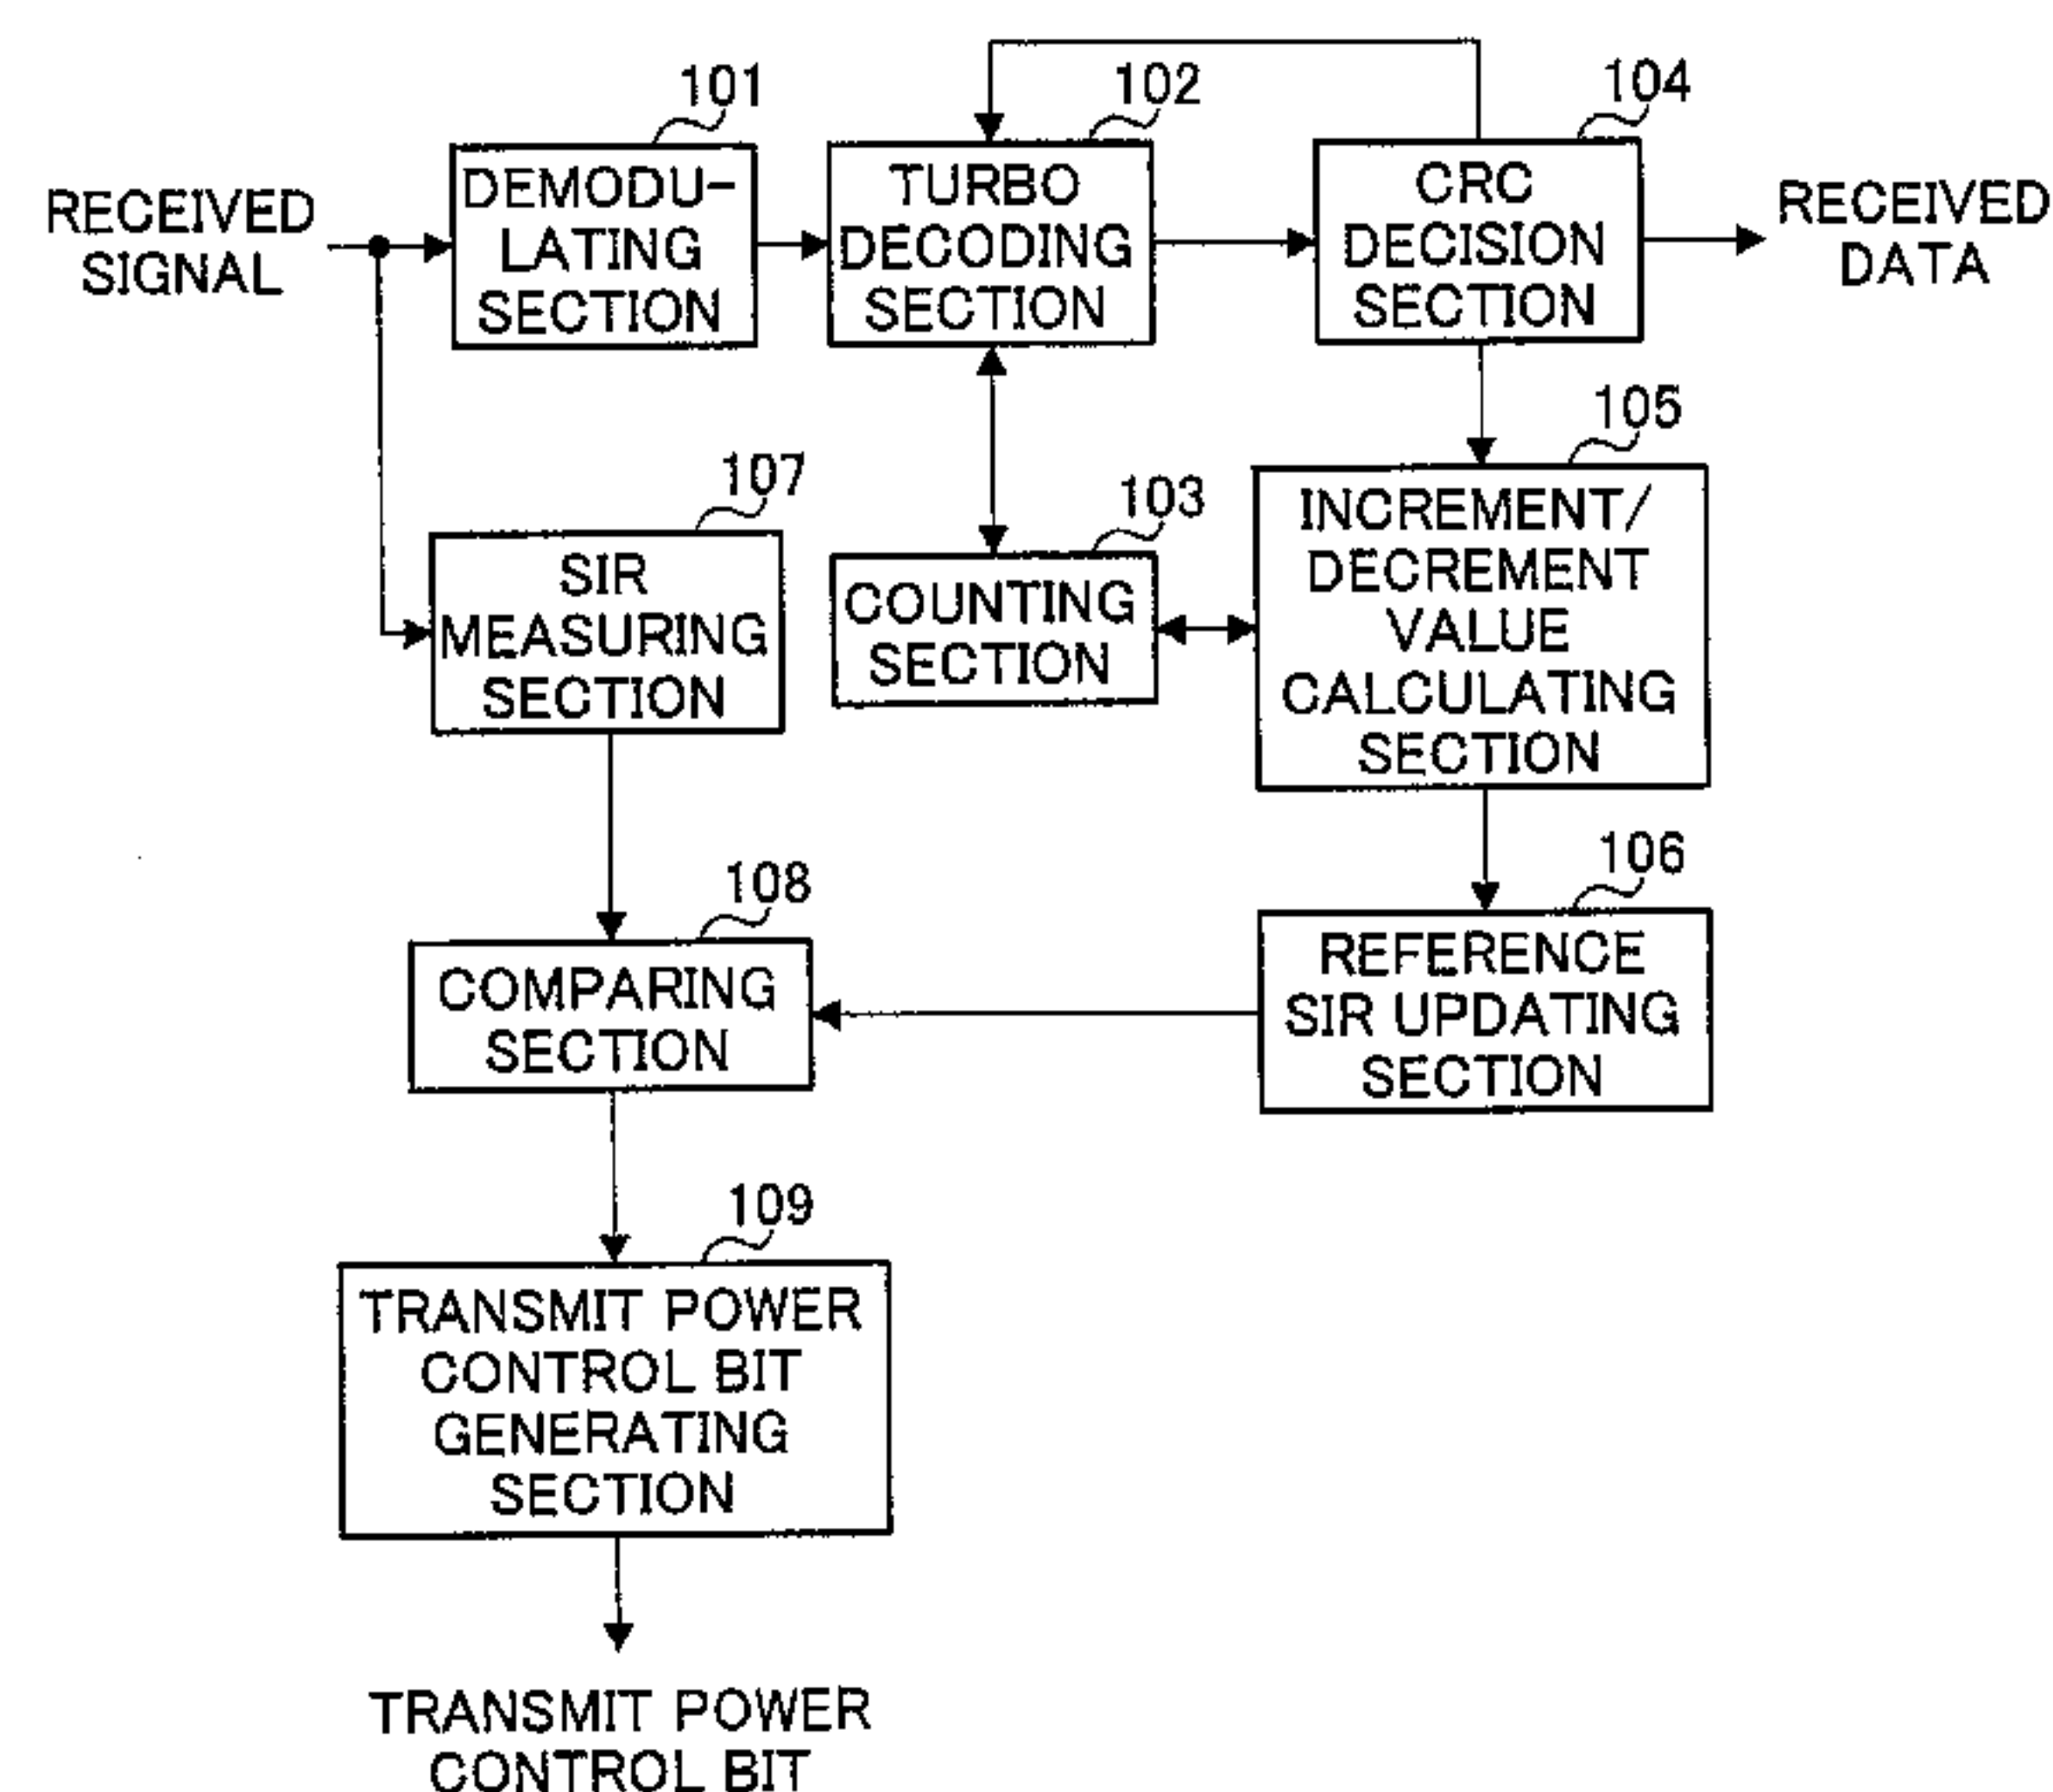 101
102
104
RECEIVED
SIGNAL
DEMODU-
LATING
SECTION
TURBO
DECODING
SECTION
CRC
DECISION
SECTION
RECEIVED
DATA
107
103
105
SIR
MEASURING
SECTION
COUNTING
SECTION
INCREMENT/
DECREMENT
VALUE
CALCULATING
SECTION
108
106
COMPARING
SECTION
REFERENCE
SIR UPDATING
SECTION
109
TRANSMIT POWER
CONTROL BIT
GENERATING
SECTION
TRANSMIT POWER
CONTROL BIT